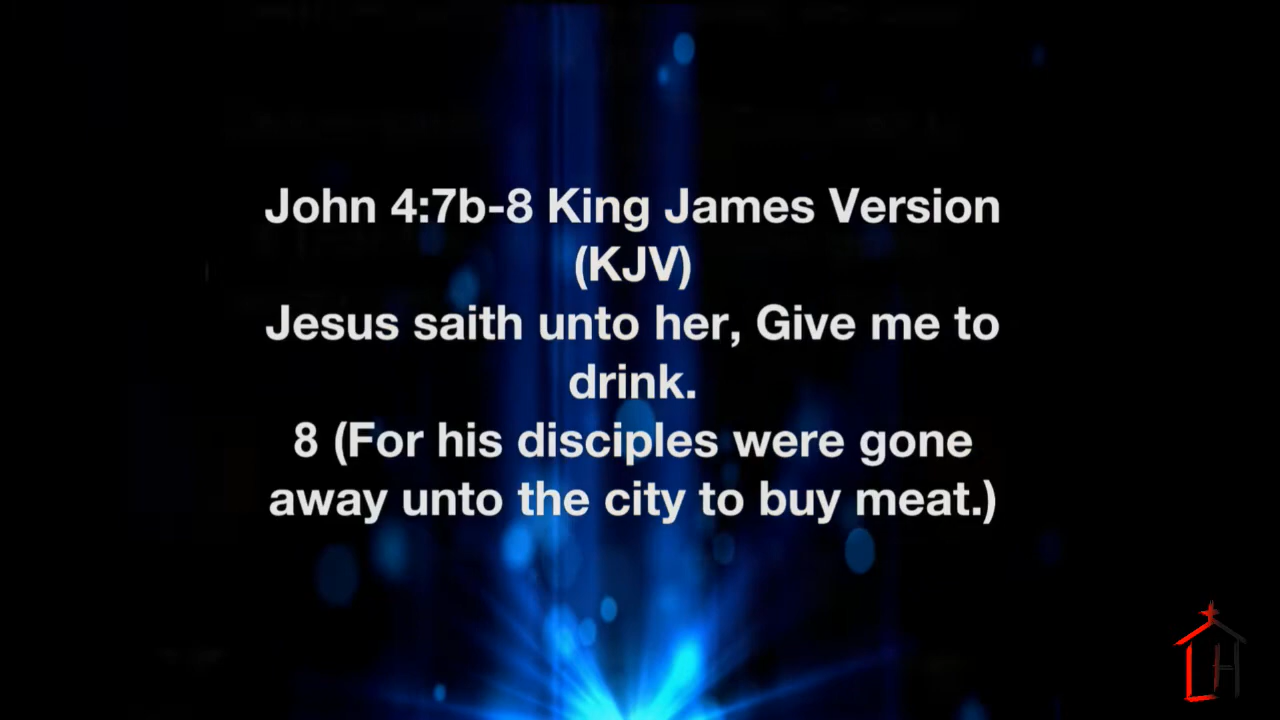 John 4:7b-8 King James Version
(KJV)
Jesus saith unto her, Give me to
drink.
8 (For his disciples were gone
away unto the city to buy meat.)